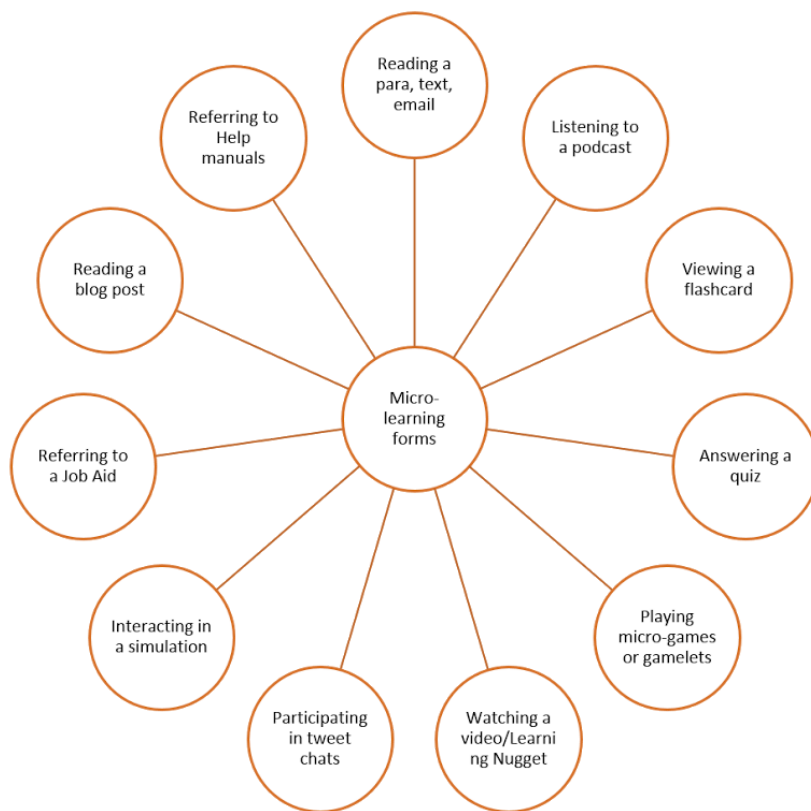 Reading a
para, text,
email
Listening to
a podcast
Viewing a
flashcard
Answering a
quiz
Playing
micro-games
or gamelets
Watching a
video/Learni
ng Nugget
Participating
in tweet
chats
Interacting in
a simulation
Referring to
a Job Aid
Reading a
blog post
Referring to
Help
manuals
Micro-
learning
forms